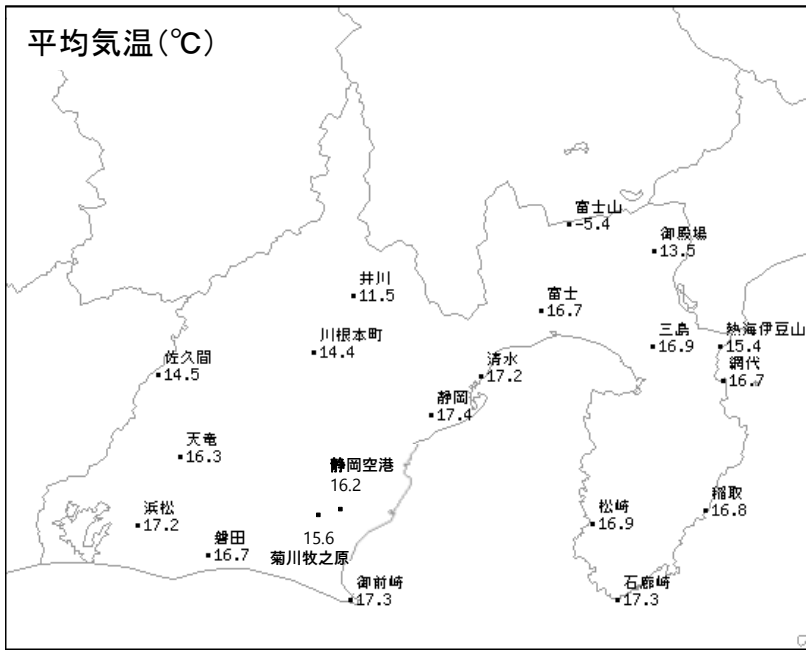 平均気温(℃)
富士山
-5.4
御殿場
13.5
井川
11.5
富士
16.7
川根本町
14.4
三島
16.9
熱海伊豆山
15.4
佐久間
14.5
清水
17.2
網代
16.7
静岡
17.4
天竜
16.3
静岡空港
16.2
浜松
17.2
松崎
16.9
稲取
16.8
磐田
16.7
15.6
菊川牧之原
御前崎
17.3
石廊崎
17.3